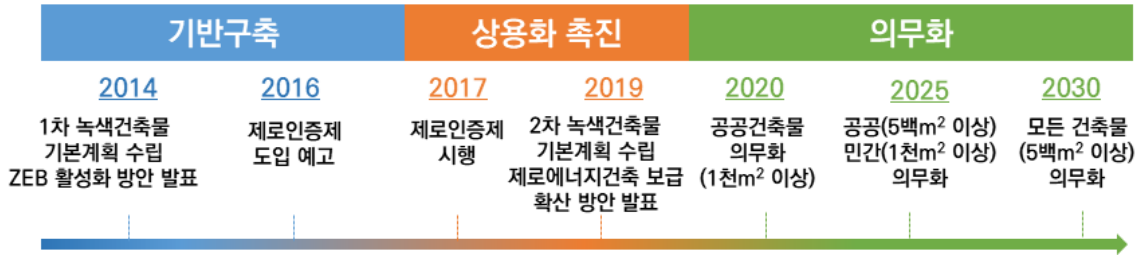 기반구축
상용화 촉진
의무화
2014
1차 녹색건축물
기본계획 수립
ZEB 활성화 방안 발표
2016
제로인증제
도입 예고
2017
제로인증제
시행
2019
2차 녹색건축물
기본계획 수립
제로에너지건축 보급
확산 방안 발표
2020
공공건축물
의무화
(1천m² 이상)
2025
공공(5백m² 이상)
민간(1천m² 이상)
의무화
2030
모든 건축물
(5백m² 이상)
의무화